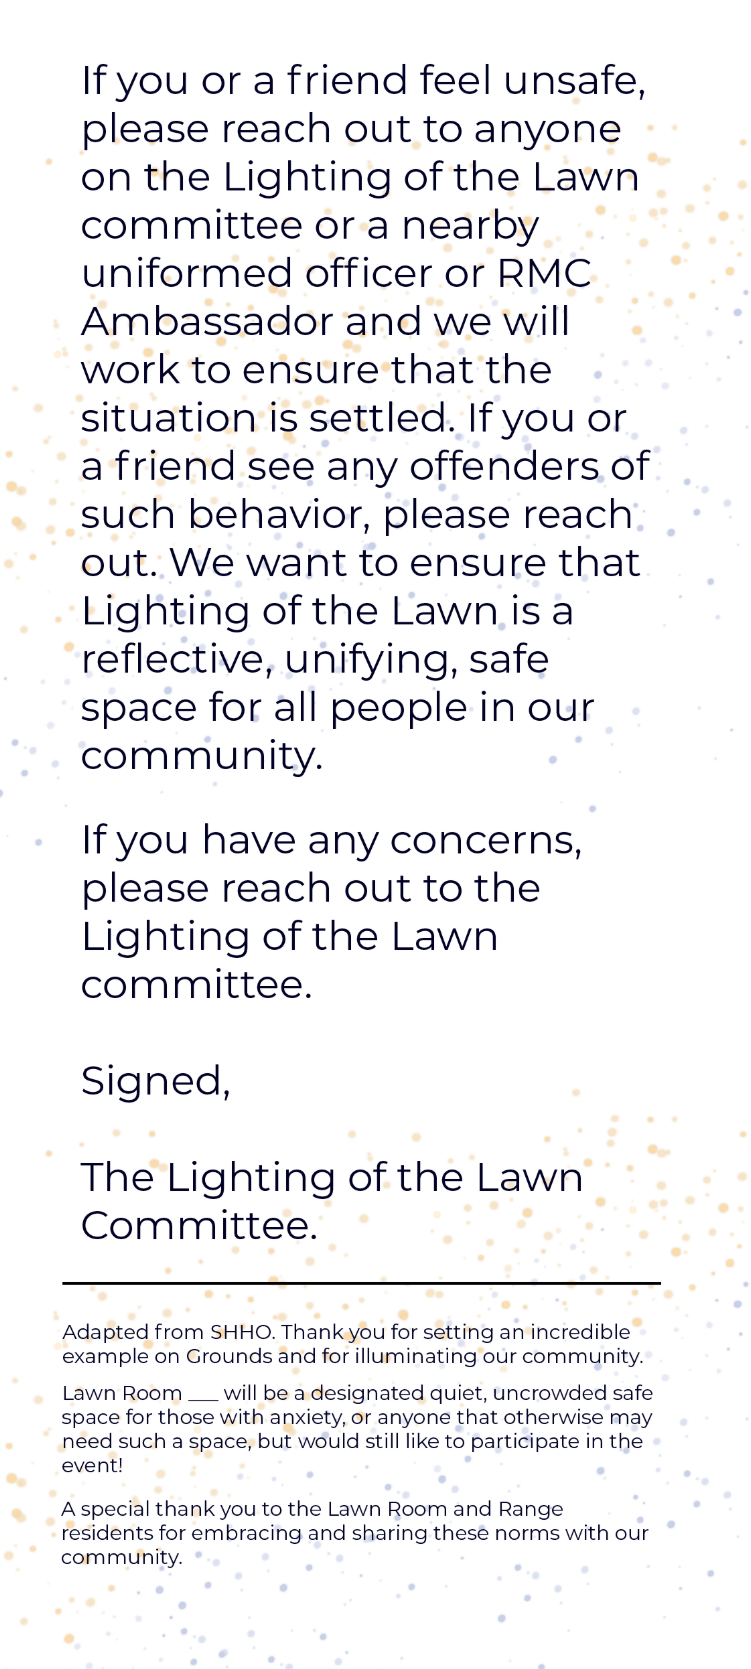 If you or a friend feel unsafe,
please reach out to anyone
on the Lighting of the Lawn
committee or a nearby
uniformed officer or RMC
Ambassador and we will
work to ensure that the
situation is settled. If you or
a friend see any offenders of
such behavior, please reach
out. We want to ensure that
Lighting of the Lawn is a
reflective, unifying, safe
space for all people in our
community.
If you have any concerns,
please reach out to the
Lighting of the Lawn
committee.
Signed,
The Lighting of the Lawn
Committee.
Adapted from SHHO. Thank you for setting an incredible
example on Grounds and for illuminating our community.
Lawn Room ___ will be a designated quiet, uncrowded safe
space for those with anxiety, or anyone that otherwise may
need such a space, but would still like to participate in the
event!
A special thank you to the Lawn Room and Range
residents for embracing and sharing these norms with our
community.